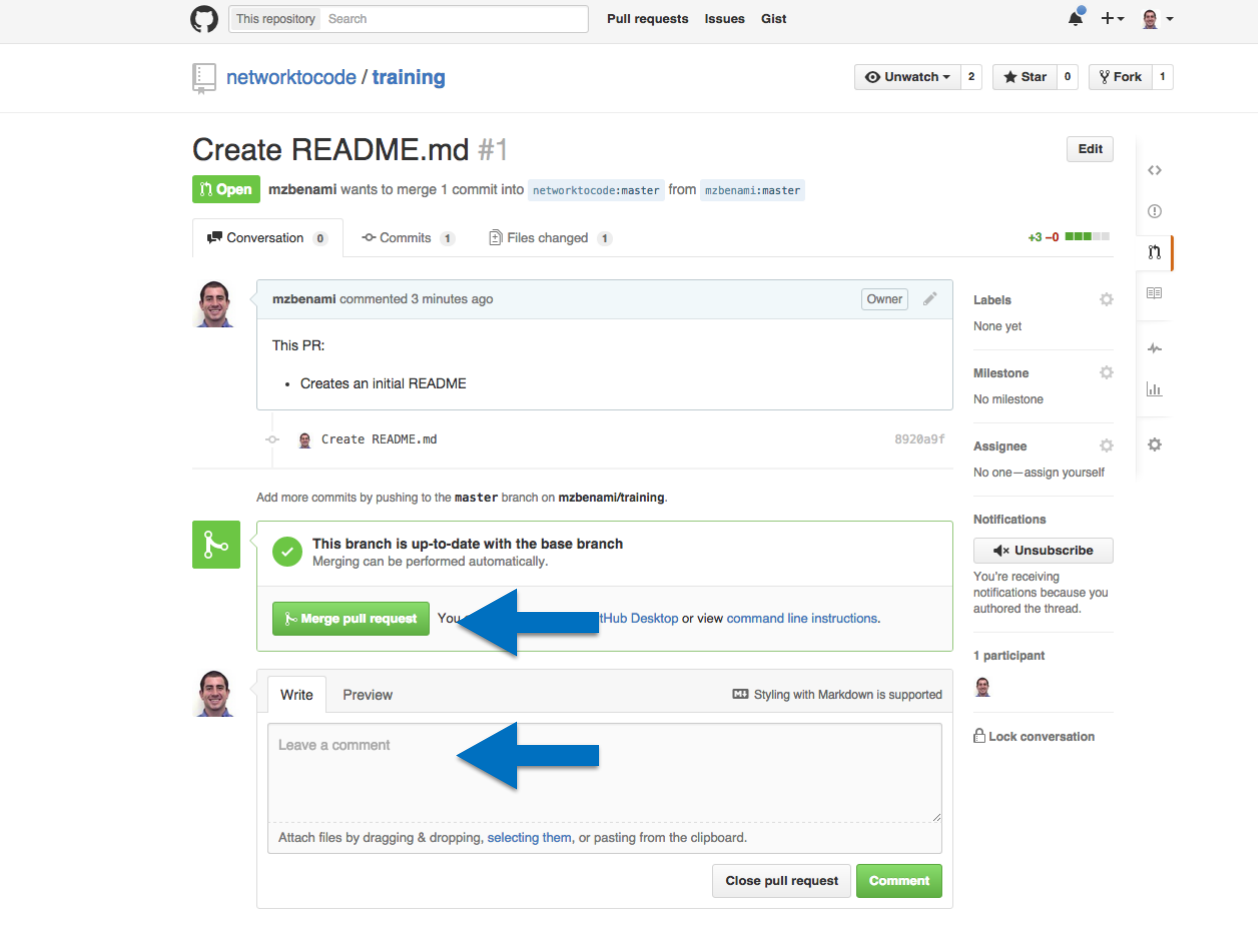 This repository Search Pull requests Issues Gist
networktocode / training Unwatch 2 Star 0 Fork 1
Create README.md #1 Edit
Open mzbenami wants to merge 1 commit into networktocode:master from mzbenami:master
Conversation 0 Commits 1 Files changed 1 +3 −0
mzbenami commented 3 minutes ago Owner
This PR:
• Creates an initial README
Create README.md 8920a9f
Add more commits by pushing to the master branch on mzbenami/training.
This branch is up-to-date with the base branch
Merging can be performed automatically.
Merge pull request You tHub Desktop or view command line instructions.
Write Preview Styling with Markdown is supported
Leave a comment
Attach files by dragging & dropping, selecting them, or pasting from the clipboard.
Close pull request Comment
Labels
None yet
Milestone
No milestone
Assignee
No one—assign yourself
Notifications
Unsubscribe
You're receiving
notifications because you
authored the thread.
1 participant
Lock conversation